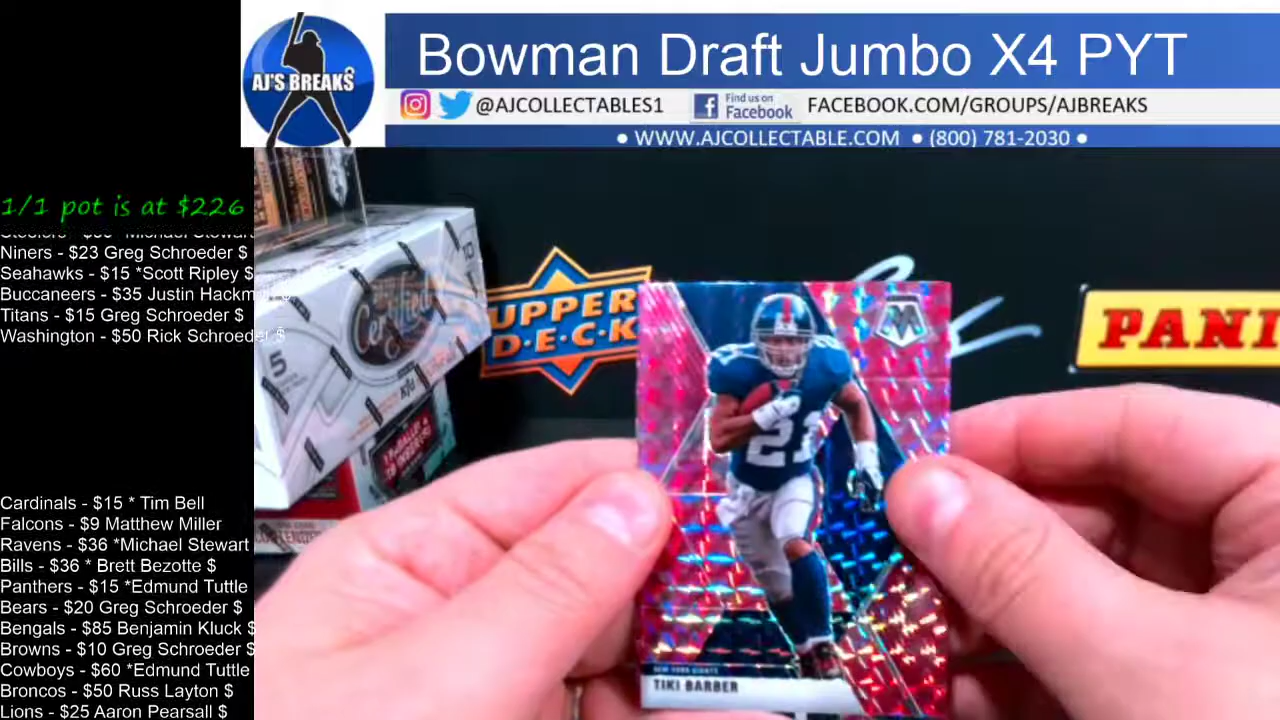 Bowman Draft Jumbo X4 PYT
AJ'S BREAKS
@AJCOLLECTABLES1
Find us on
Facebook
FACEBOOK.COM/GROUPS/AJBREAKS
• WWW.AJCOLLECTABLE.COM • (800) 781-2030 •
1/1 pot is at $226
Niners - $23 Greg Schroeder $
Seahawks - $15 *Scott Ripley $
Buccaneers - $35 Justin Hackm
Titans - $15 Greg Schroeder $
Washington - $50 Rick Schroeder $
Cardinals - $15 * Tim Bell
Falcons - $9 Matthew Miller
Ravens - $36 *Michael Stewart
Bills - $36 * Brett Bezotte $
Panthers - $15 *Edmund Tuttle
Bears - $20 Greg Schroeder $
Bengals - $85 Benjamin Kluck $
Browns - $10 Greg Schroeder $
Cowboys - $60 *Edmund Tuttle
Broncos - $50 Russ Layton $
Lions - $25 Aaron Pearsall $
UPPER
D·E·C·K
PANI
Certified
5
21
M
NEW YORK GIANTS
TIKI BARBER